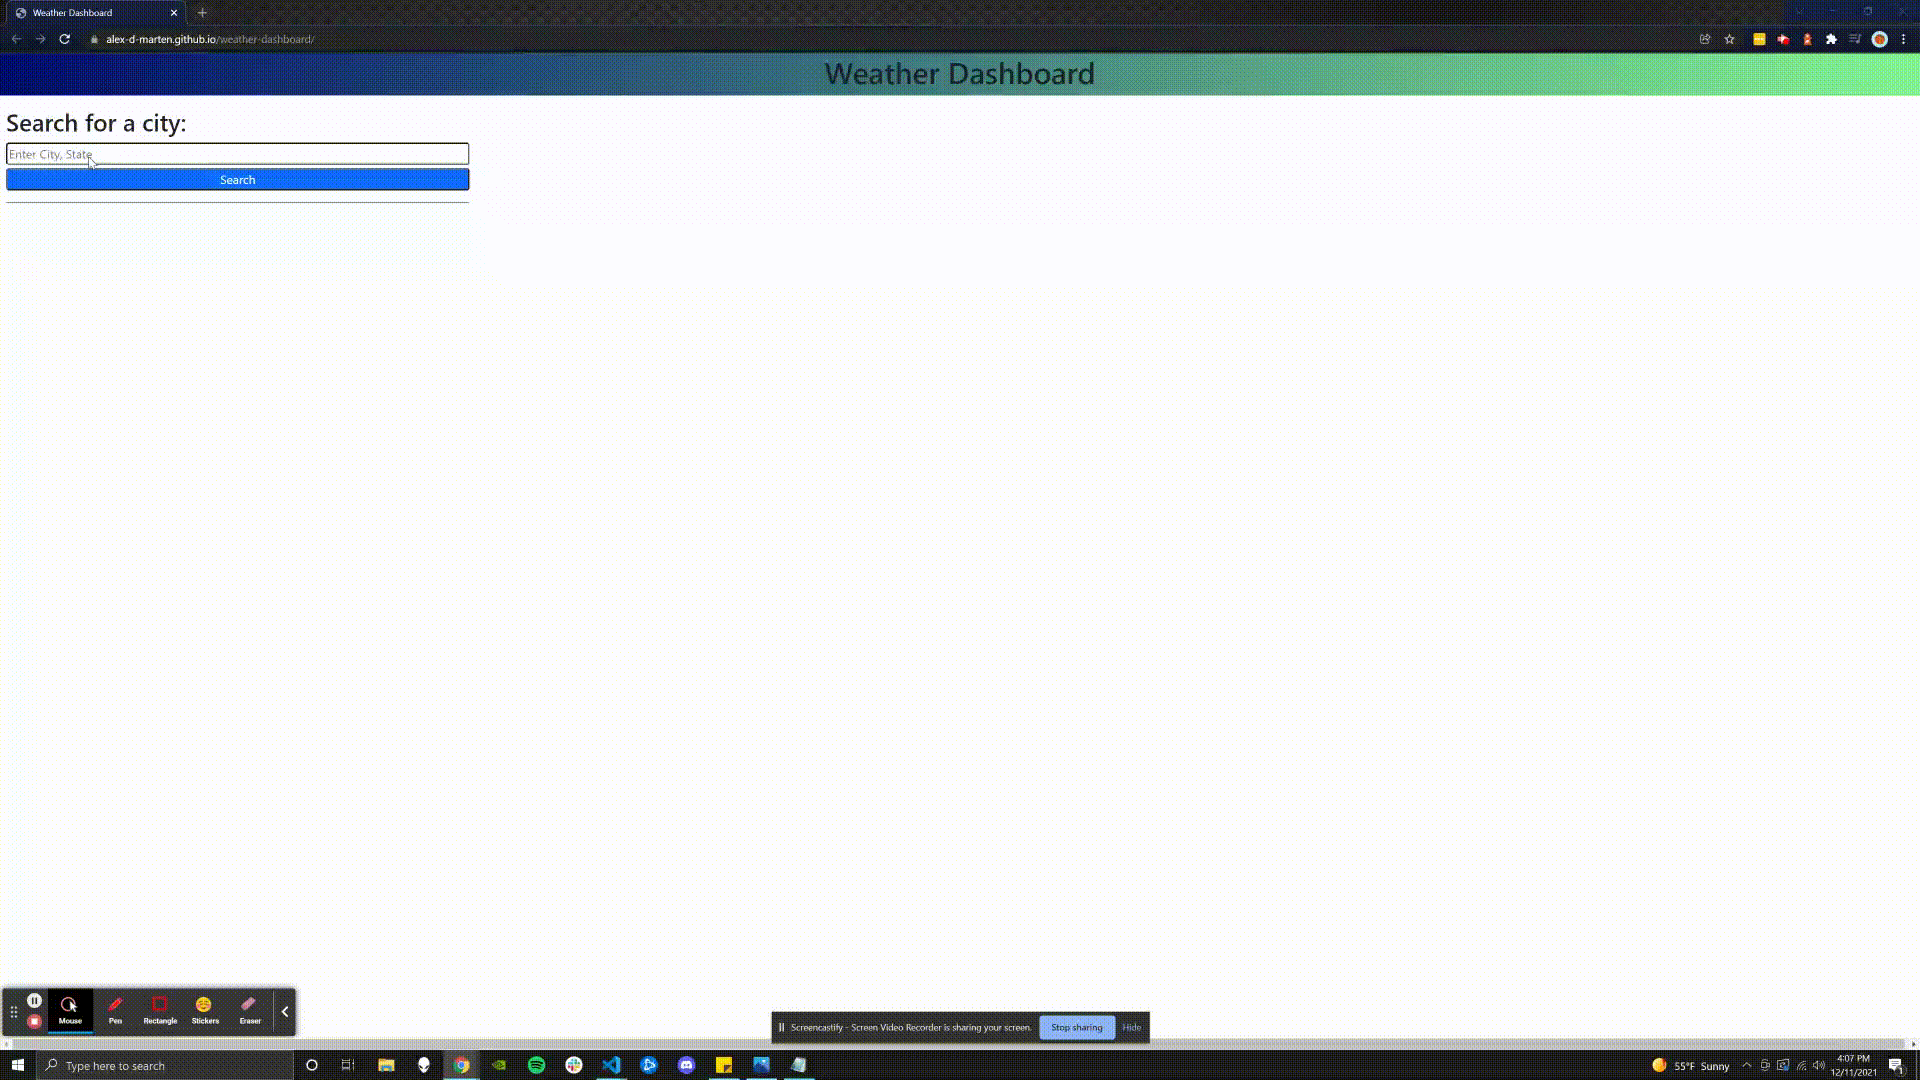 Weather Dashboard
alex-d-marten.github.io/weather-dashboard/
Weather Dashboard
Search for a city:
Enter City, State
Search
Mouse
Pen
Rectangle
Stickers
Eraser
Screencastify - Screen Video Recorder is sharing your screen.
Stop sharing
Hide
Type here to search
55°F Sunny
4:07 PM
12/11/2021